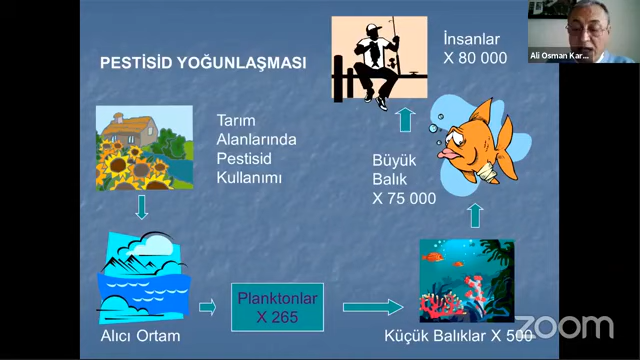 PESTİSİD YOĞUNLAŞMASI
İnsanlar
X 80 000
Ali Osman Kar...
Tarım
Alanlarında
Pestisid
Kullanımı
Büyük
Balık
X 75 000
Planktonlar
X 265
Alıcı Ortam
Küçük Balıklar X 500
zoom